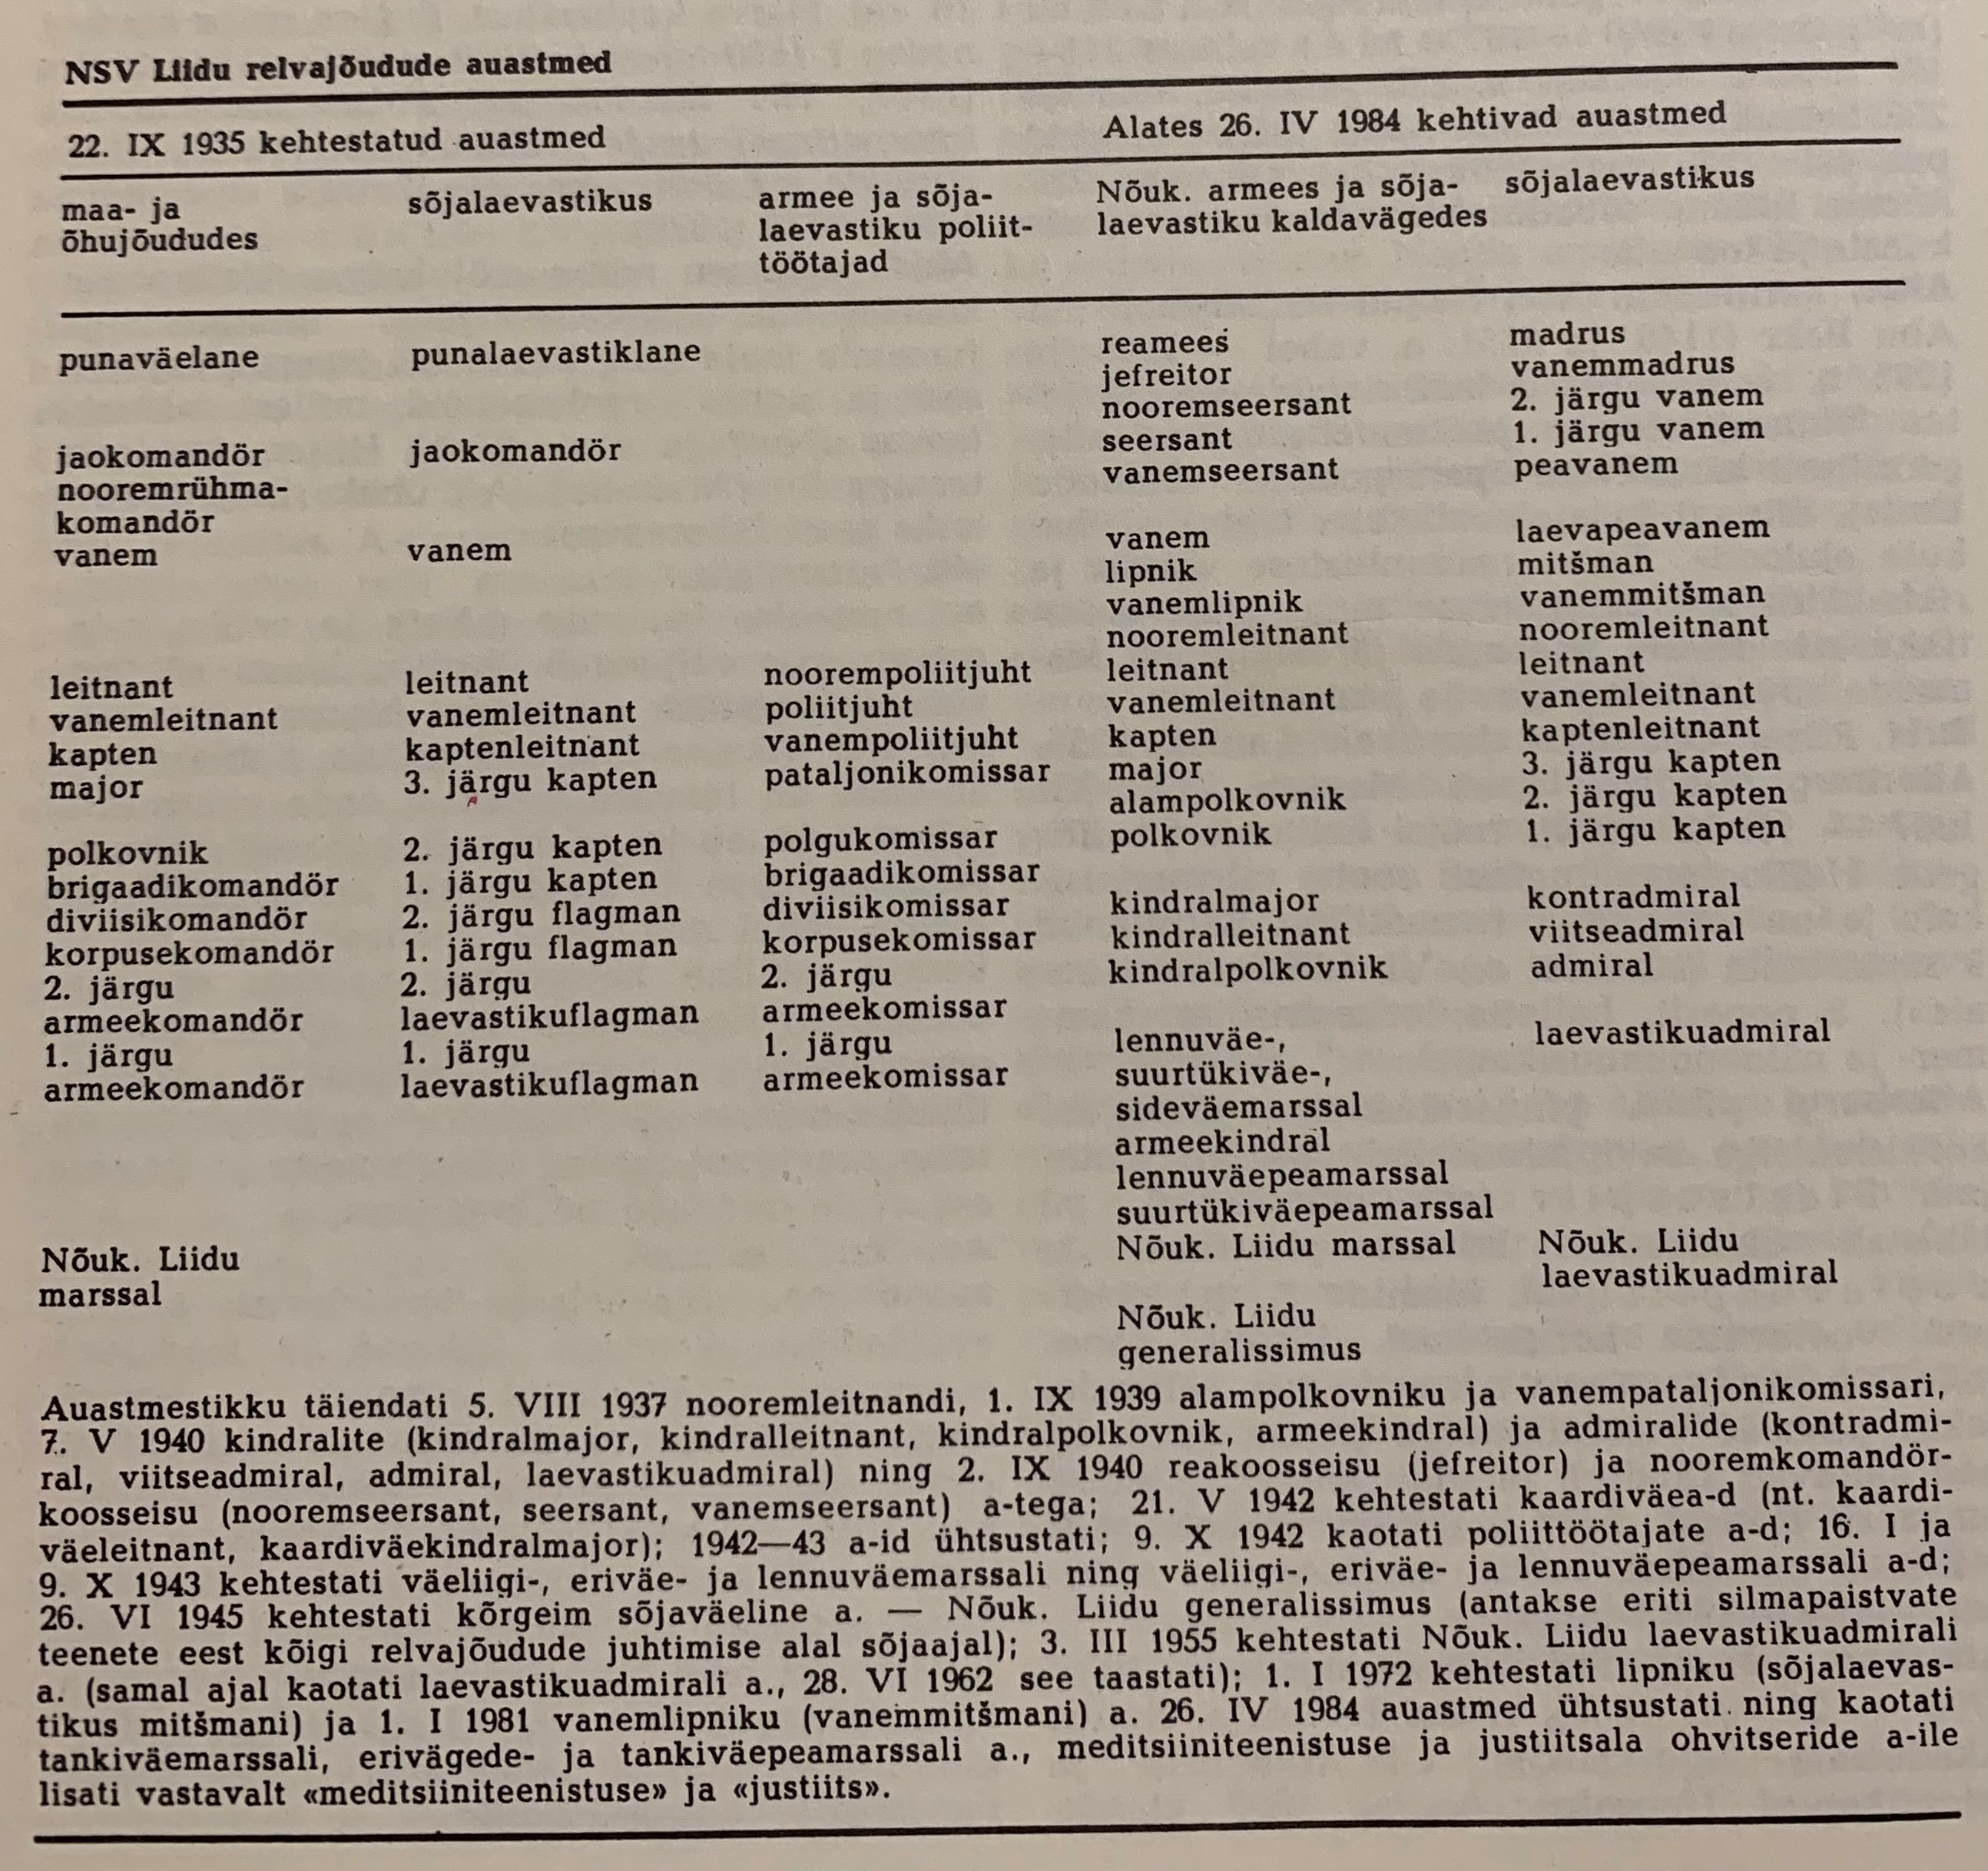 NSV Liidu relvajõudude auastmed
22. IX 1935 kehtestatud auastmed
Alates 26. IV 1984 kehtivad auastmed
maa- ja
õhujõududes
sõjalaevastikus
armee ja sõja-
laevastiku poliit-
töötajad
Nõuk. armees ja sõja-
laevastiku kaldavägedes
sõjalaevastikus
punaväelane
jaokomandör
nooremrühma-
komandör
vanem
leitnant
vanemleitnant
kapten
major
polkovnik
brigaadikomandör
diviisikomandör
korpusekomandör
2. järgu
armeekomandör
1. järgu
armeekomandör
Nõuk. Liidu
marssal
punalaevastiklane
jaokomandör
vanem
leitnant
vanemleitnant
kaptenleitnant
3. järgu kapten
2. järgu kapten
1. järgu kapten
2. järgu flagman
1. järgu flagman
2. järgu
laevastikuflagman
1. järgu
laevastikuflagman
noorempoliitjuht
poliitjuht
vanempoliitjuht
pataljonikomissar
polgukomissar
brigaadikomissar
diviisikomissar
korpusekomissar
2. järgu
armeekomissar
1. järgu
armeekomissar
reamees
jefreitor
nooremseersant
seersant
vanemseersant
vanem
lipnik
vanemlipnik
nooremleitnant
leitnant
vanemleitnant
kapten
major
alampolkovnik
polkovnik
kindralmajor
kindralleitnant
kindralpolkovnik
lennuväe-,
suurtükiväe-,
sideväemarssal
armeekindral
lennuväepeamarssal
suurtükiväepeamarssal
Nõuk. Liidu marssal
Nõuk. Liidu
generalissimus
madrus
vanemmadrus
2. järgu vanem
1. järgu vanem
peavanem
laevapeavanem
mitšman
vanemmitšman
nooremleitnant
leitnant
vanemleitnant
kaptenleitnant
3. järgu kapten
2. järgu kapten
1. järgu kapten
kontradmiral
viitseadmiral
admiral
laevastikuadmiral
Nõuk. Liidu
laevastikuadmiral
Auastmestikku täiendati 5. VIII 1937 nooremleitnandi, 1. IX 1939 alampolkovniku ja vanempataljonikomissari,
7. V 1940 kindralite (kindralmajor, kindralleitnant, kindralpolkovnik, armeekindral) ja admiralide (kontradmi-
ral, viitseadmiral, admiral, laevastikuadmiral) ning 2. IX 1940 reakoosseisu (jefreitor) ja nooremkomandör-
koosseisu (nooremseersant, seersant, vanemseersant) a-tega; 21. V 1942 kehtestati kaardiväea-d (nt. kaardi-
väeleitnant, kaardiväekindralmajor); 1942—43 a-id ühtsustati; 9. X 1942 kaotati poliittöötajate a-d; 16. I ja
9. X 1943 kehtestati väeliigi-, eriväe- ja lennuväemarssali ning väeliigi-, eriväe- ja lennuväepeamarssali a-d;
26. VI 1945 kehtestati kõrgeim sõjaväeline a. — Nõuk. Liidu generalissimus (antakse eriti silmapaistvate
teenete eest kõigi relvajõudude juhtimise alal sõjaajal); 3. III 1955 kehtestati Nõuk. Liidu laevastikuadmirali
a. (samal ajal kaotati laevastikuadmirali a., 28. VI 1962 see taastati); 1. I 1972 kehtestati lipniku (sõjalaevas-
tikus mitšmani) ja 1. I 1981 vanemlipniku (vanemmitšmani) a. 26. IV 1984 auastmed ühtsustati ning kaotati
tankiväemarssali, erivägede- ja tankiväepeamarssali a., meditsiiniteenistuse ja justiitsala ohvitseride a-ile
lisati vastavalt «meditsiiniteenistuse» ja «justiits».